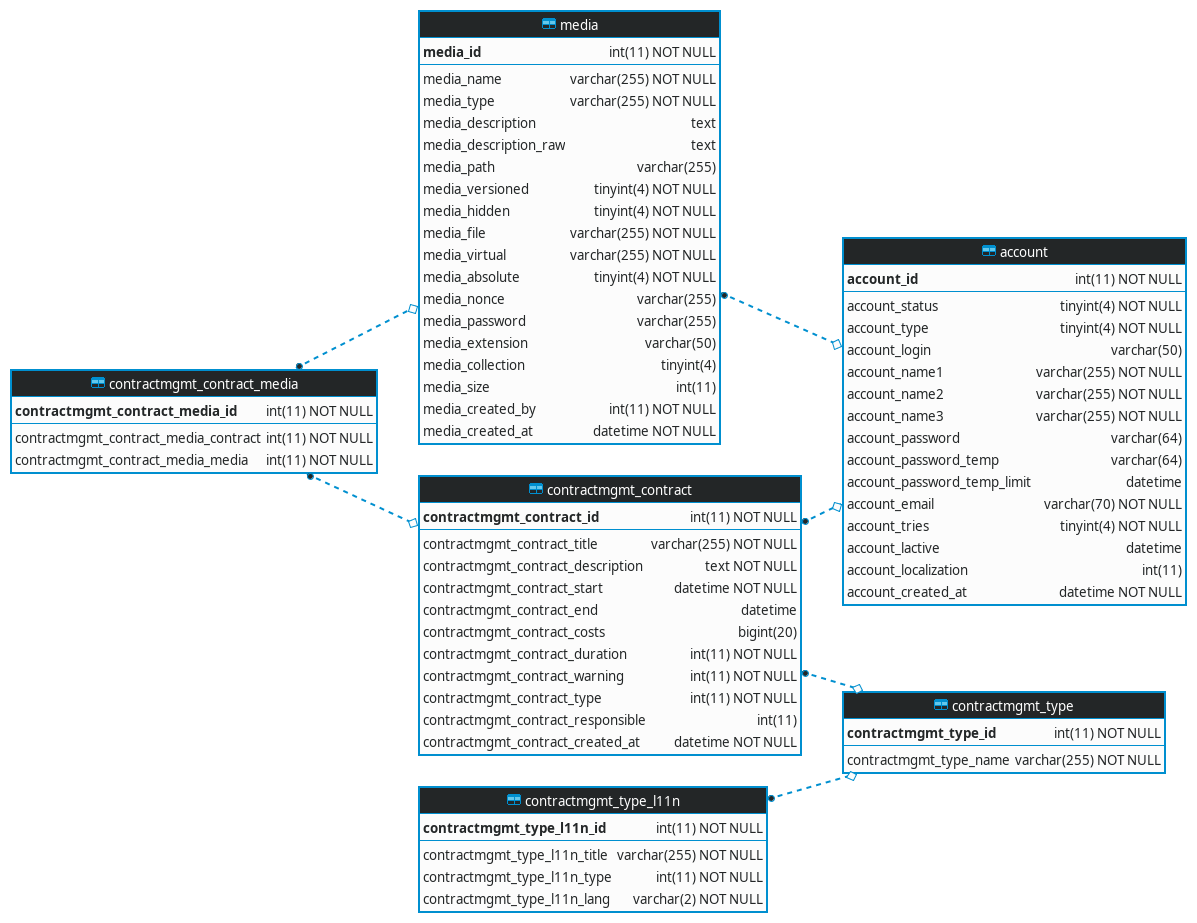 media
media_id int(11) NOT NULL
media_name varchar(255) NOT NULL
media_type varchar(255) NOT NULL
media_description text
media_description_raw text
media_path varchar(255)
media_versioned tinyint(4) NOT NULL
media_hidden tinyint(4) NOT NULL
media_file varchar(255) NOT NULL
media_virtual varchar(255) NOT NULL
media_absolute tinyint(4) NOT NULL
media_nonce varchar(255)
media_password varchar(255)
media_extension varchar(50)
media_collection tinyint(4)
media_size int(11)
media_created_by int(11) NOT NULL
media_created_at datetime NOT NULL
account
account_id int(11) NOT NULL
account_status tinyint(4) NOT NULL
account_type tinyint(4) NOT NULL
account_login varchar(50)
account_name1 varchar(255) NOT NULL
account_name2 varchar(255) NOT NULL
account_name3 varchar(255) NOT NULL
account_password varchar(64)
account_password_temp varchar(64)
account_password_temp_limit datetime
account_email varchar(70) NOT NULL
account_tries tinyint(4) NOT NULL
account_lactive datetime
account_localization int(11)
account_created_at datetime NOT NULL
contractmgmt_contract_media
contractmgmt_contract_media_id int(11) NOT NULL
contractmgmt_contract_media_contract int(11) NOT NULL
contractmgmt_contract_media_media int(11) NOT NULL
contractmgmt_contract
contractmgmt_contract_id int(11) NOT NULL
contractmgmt_contract_title varchar(255) NOT NULL
contractmgmt_contract_description text NOT NULL
contractmgmt_contract_start datetime NOT NULL
contractmgmt_contract_end datetime
contractmgmt_contract_costs bigint(20)
contractmgmt_contract_duration int(11) NOT NULL
contractmgmt_contract_warning int(11) NOT NULL
contractmgmt_contract_type int(11) NOT NULL
contractmgmt_contract_responsible int(11)
contractmgmt_contract_created_at datetime NOT NULL
contractmgmt_type
contractmgmt_type_id int(11) NOT NULL
contractmgmt_type_name varchar(255) NOT NULL
contractmgmt_type_l11n
contractmgmt_type_l11n_id int(11) NOT NULL
contractmgmt_type_l11n_title varchar(255) NOT NULL
contractmgmt_type_l11n_type int(11) NOT NULL
contractmgmt_type_l11n_lang varchar(2) NOT NULL